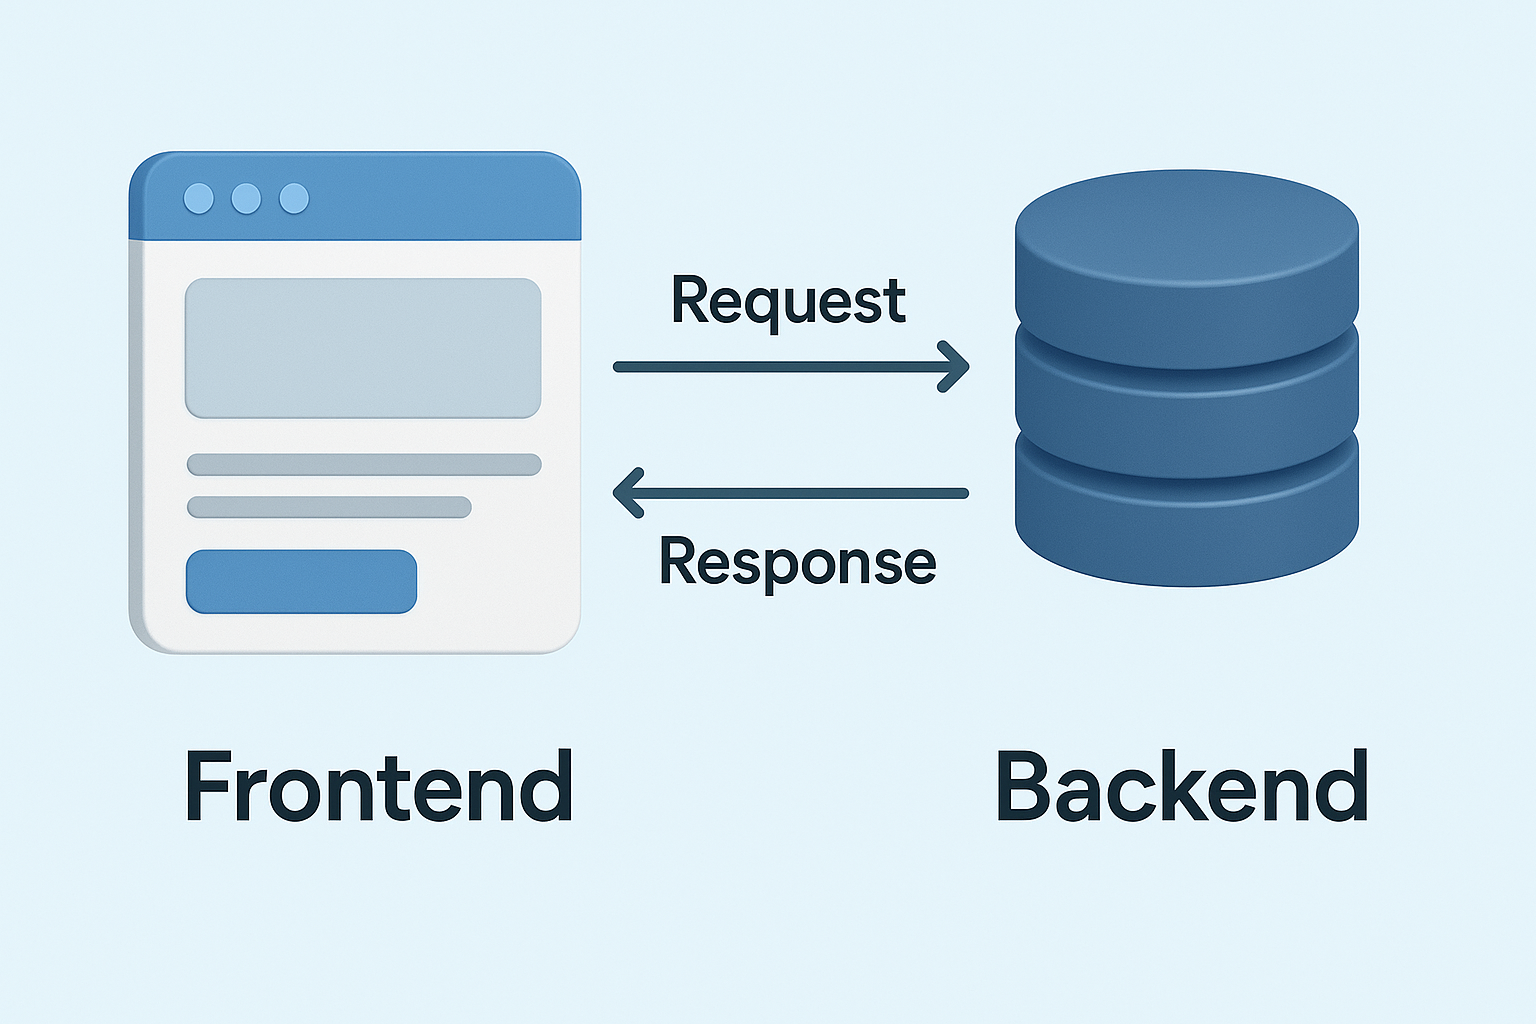 Request
Response
Frontend
Backend